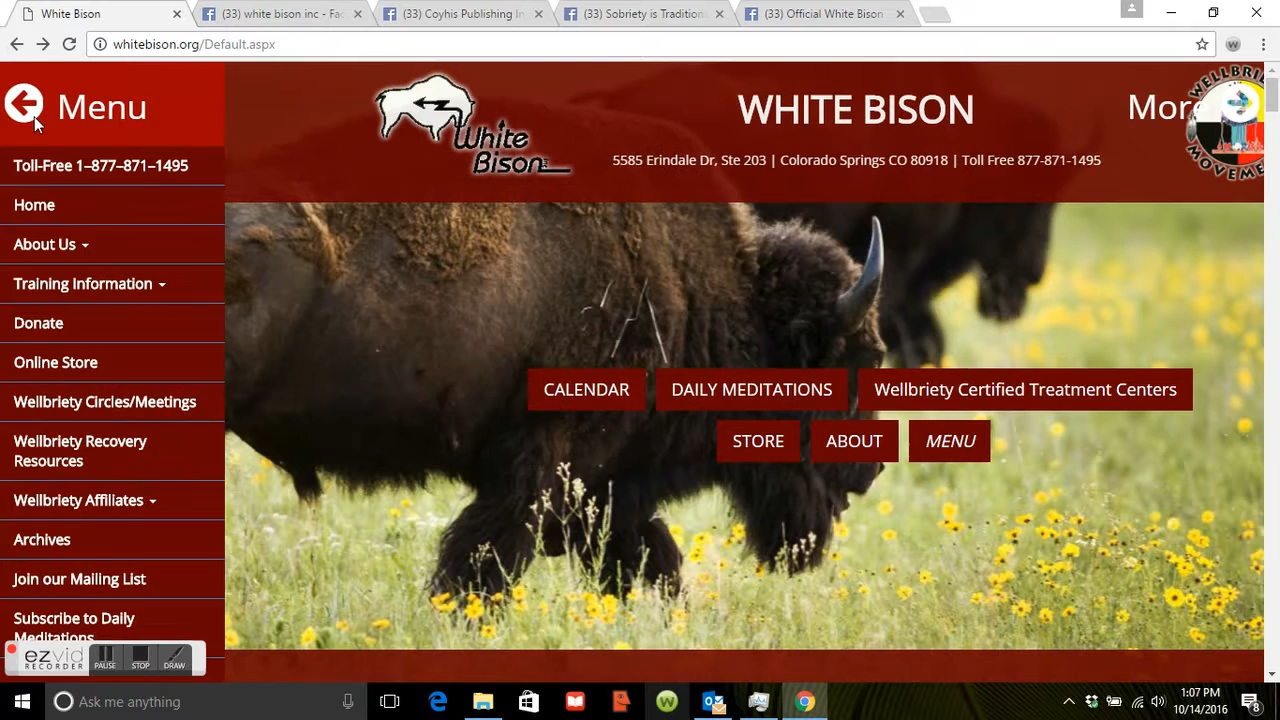 White Bison
(33) white bison inc - Fac
(33) Coyhis Publishing In
(33) Sobriety is Tradition
(33) Official White Bison
whitebison.org/Default.aspx
Menu
White
Bison
WHITE BISON
More
WELLBRIE
MOVEMEN
5585 Erindale Dr, Ste 203 | Colorado Springs CO 80918 | Toll Free 877-871-1495
Toll-Free 1–877–871–1495
Home
About Us
Training Information
Donate
Online Store
Wellbriety Circles/Meetings
Wellbriety Recovery
Resources
Wellbriety Affiliates
Archives
Join our Mailing List
Subscribe to Daily
Meditations
CALENDAR
DAILY MEDITATIONS
Wellbriety Certified Treatment Centers
STORE
ABOUT
MENU
ezvid
RECORDER
PAUSE
STOP
DRAW
Ask me anything
1:07 PM
10/14/2016